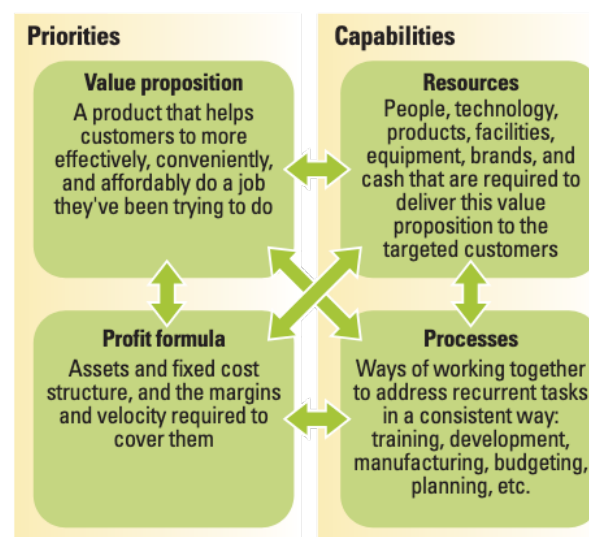 Priorities
Value proposition
A product that helps
customers to more
effectively, conveniently,
and affordably do a job
they've been trying to do
Profit formula
Assets and fixed cost
structure, and the margins
and velocity required to
cover them
Capabilities
Resources
People, technology,
products, facilities,
equipment, brands, and
cash that are required to
deliver this value
proposition to the
targeted customers
Processes
Ways of working together
to address recurrent tasks
in a consistent way:
training, development,
manufacturing, budgeting,
planning, etc.